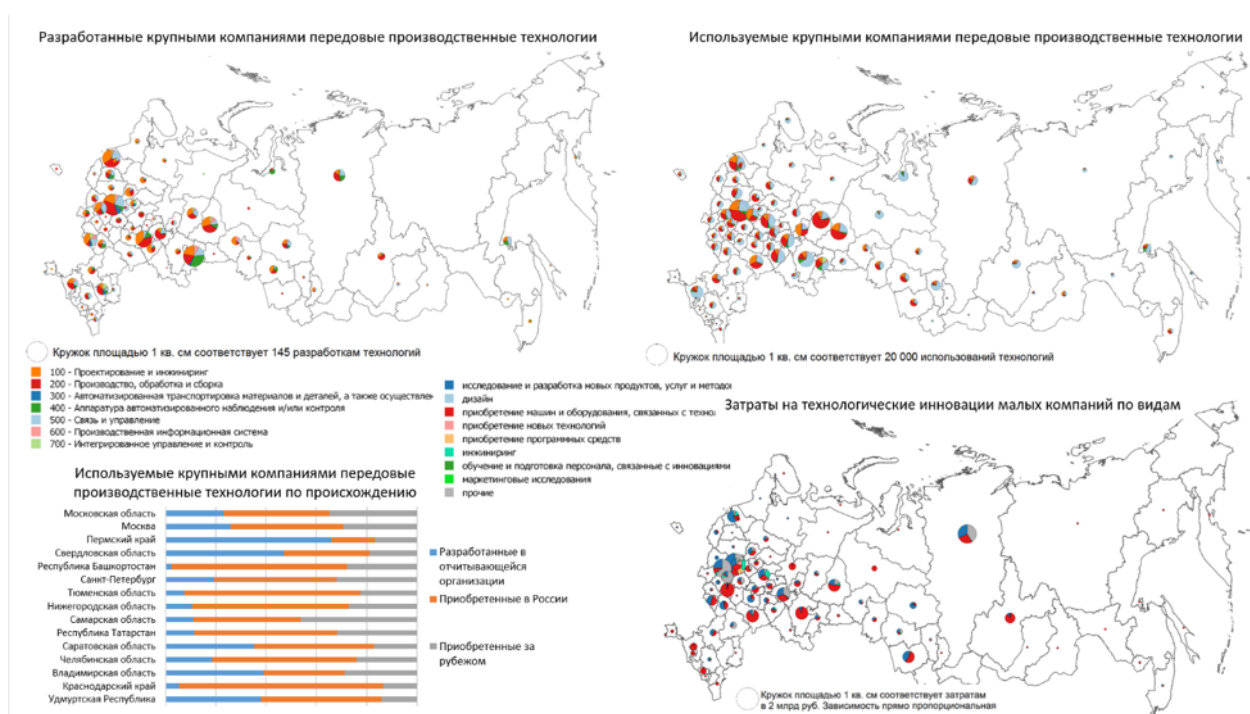 Разработанные крупными компаниями передовые производственные технологии
Используемые крупными компаниями передовые производственные технологии
Кружок площадью 1 кв. см соответствует 145 разработкам технологий
Кружок площадью 1 кв. см соответствует 20 000 использований технологий
100 - Проектирование и инжиниринг
200 - Производство, обработка и сборка
300 - Автоматизированная транспортировка материалов и деталей, а также осуществлен
400 - Аппаратура автоматизированного наблюдения и/или контроля
500 - Связь и управление
600 - Производственная информационная система
700 - Интегрированное управление и контроль
исследование и разработка новых продуктов, услуг и методо
дизайн
приобретение машин и оборудования, связанных с техно
приобретение новых технологий
приобретение программных средств
инжиниринг
обучение и подготовка персонала, связанные с инновациями
маркетинговые исследования
прочие
Затраты на технологические инновации малых компаний по видам
Используемые крупными компаниями передовые
производственные технологии по происхождению
Московская область
Москва
Пермский край
Свердловская область
Республика Башкортостан
Санкт-Петербург
Тюменская область
Нижегородская область
Самарская область
Республика Татарстан
Саратовская область
Челябинская область
Владимирская область
Краснодарский край
Удмуртская Республика
Разработанные в
отчитывающейся
организации
Приобретенные в России
Приобретенные за
рубежом
Кружок площадью 1 кв. см соответствует затратам
в 2 млрд руб. Зависимость прямо пропорциональная